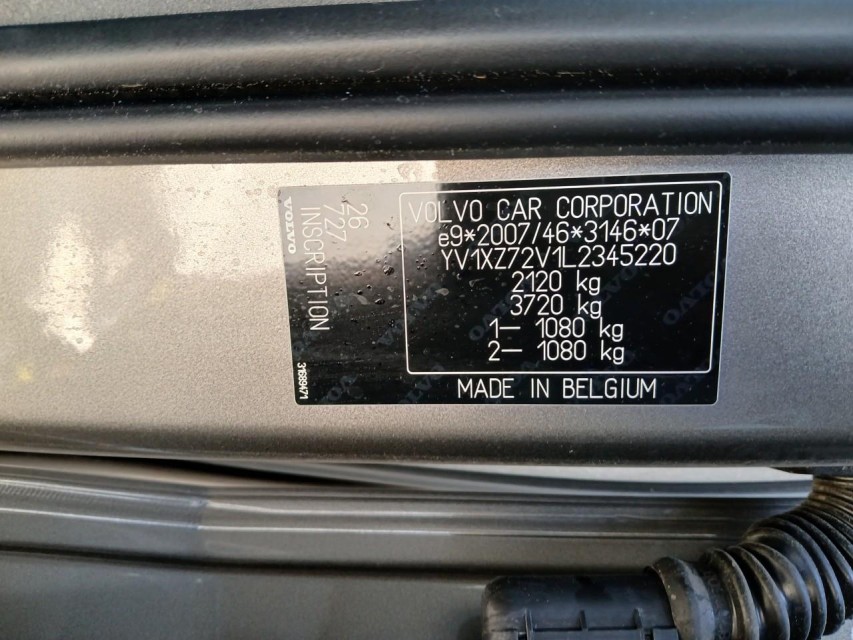 VOLVO
26
727
INSCRIPTION
31689471
VOLVO CAR CORPORATION
e9*2007/46*3146*07
YV1XZ72V1L2345220
2120 kg
3720 kg
1— 1080 kg
2— 1080 kg
MADE IN BELGIUM